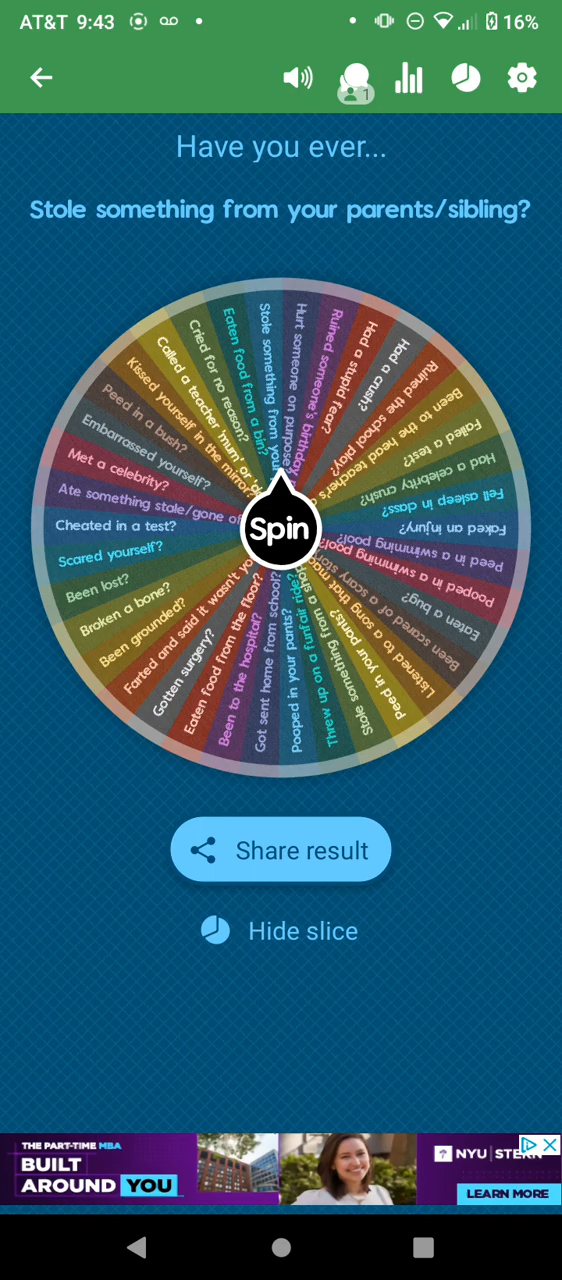 AT&T 9:43
16%
1
Have you ever...
Stole something from your parents/sibling?
Stole something from your
Hurt someone on purpose?
Ruined someone's birthday
Had a stupid fear?
Had a crush?
Ruined the school play?
Been to the head teacher's
Failed a test?
Had a celebrity crush?
Fell asleep in class?
Faked an injury?
Peed in a swimming pool?
Pooped in a swimming pool?
Eaten a bug?
Been scared of a scary
Listened to a song that
Peed in your pants?
Stole something from a
Threw up on a funfair ride?
Pooped in your pants?
Got sent home from school?
Been to the hospital?
Eaten food from the floor?
Gotten surgery?
Farted and said it wasn't
Been grounded?
Broken a bone?
Been lost?
Scared yourself?
Cheated in a test?
Ate something stale/gone
Met a celebrity?
Embarrassed yourself?
Peed in a bush?
Kissed yourself in the mirror?
Called a teacher 'mum' or
Cried for no reason?
Eaten food from a bin?
Spin
Share result
Hide slice
THE PART-TIME MBA
BUILT
AROUND YOU
NYU STERN
LEARN MORE